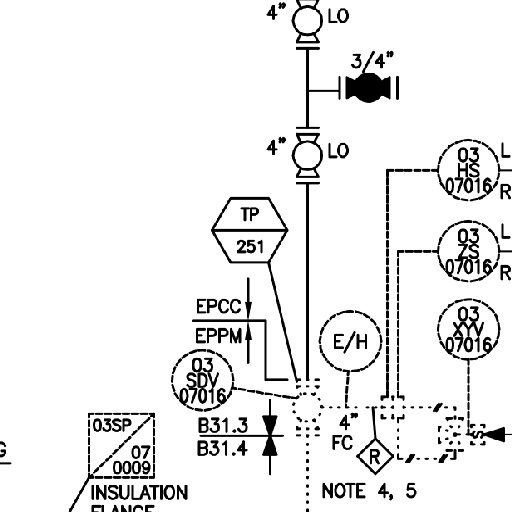 4" LO
3/4"
4" LO
03
HS
07016
L
R
TP
251
03
ZS
07016
L
R
EPCC
EPPM
E/H
03
XYV
07016
03
SDV
07016
4"
FC
B31.3
B31.4
R
03SP
07
0009
G
NOTE 4, 5
INSULATION
FLANGE